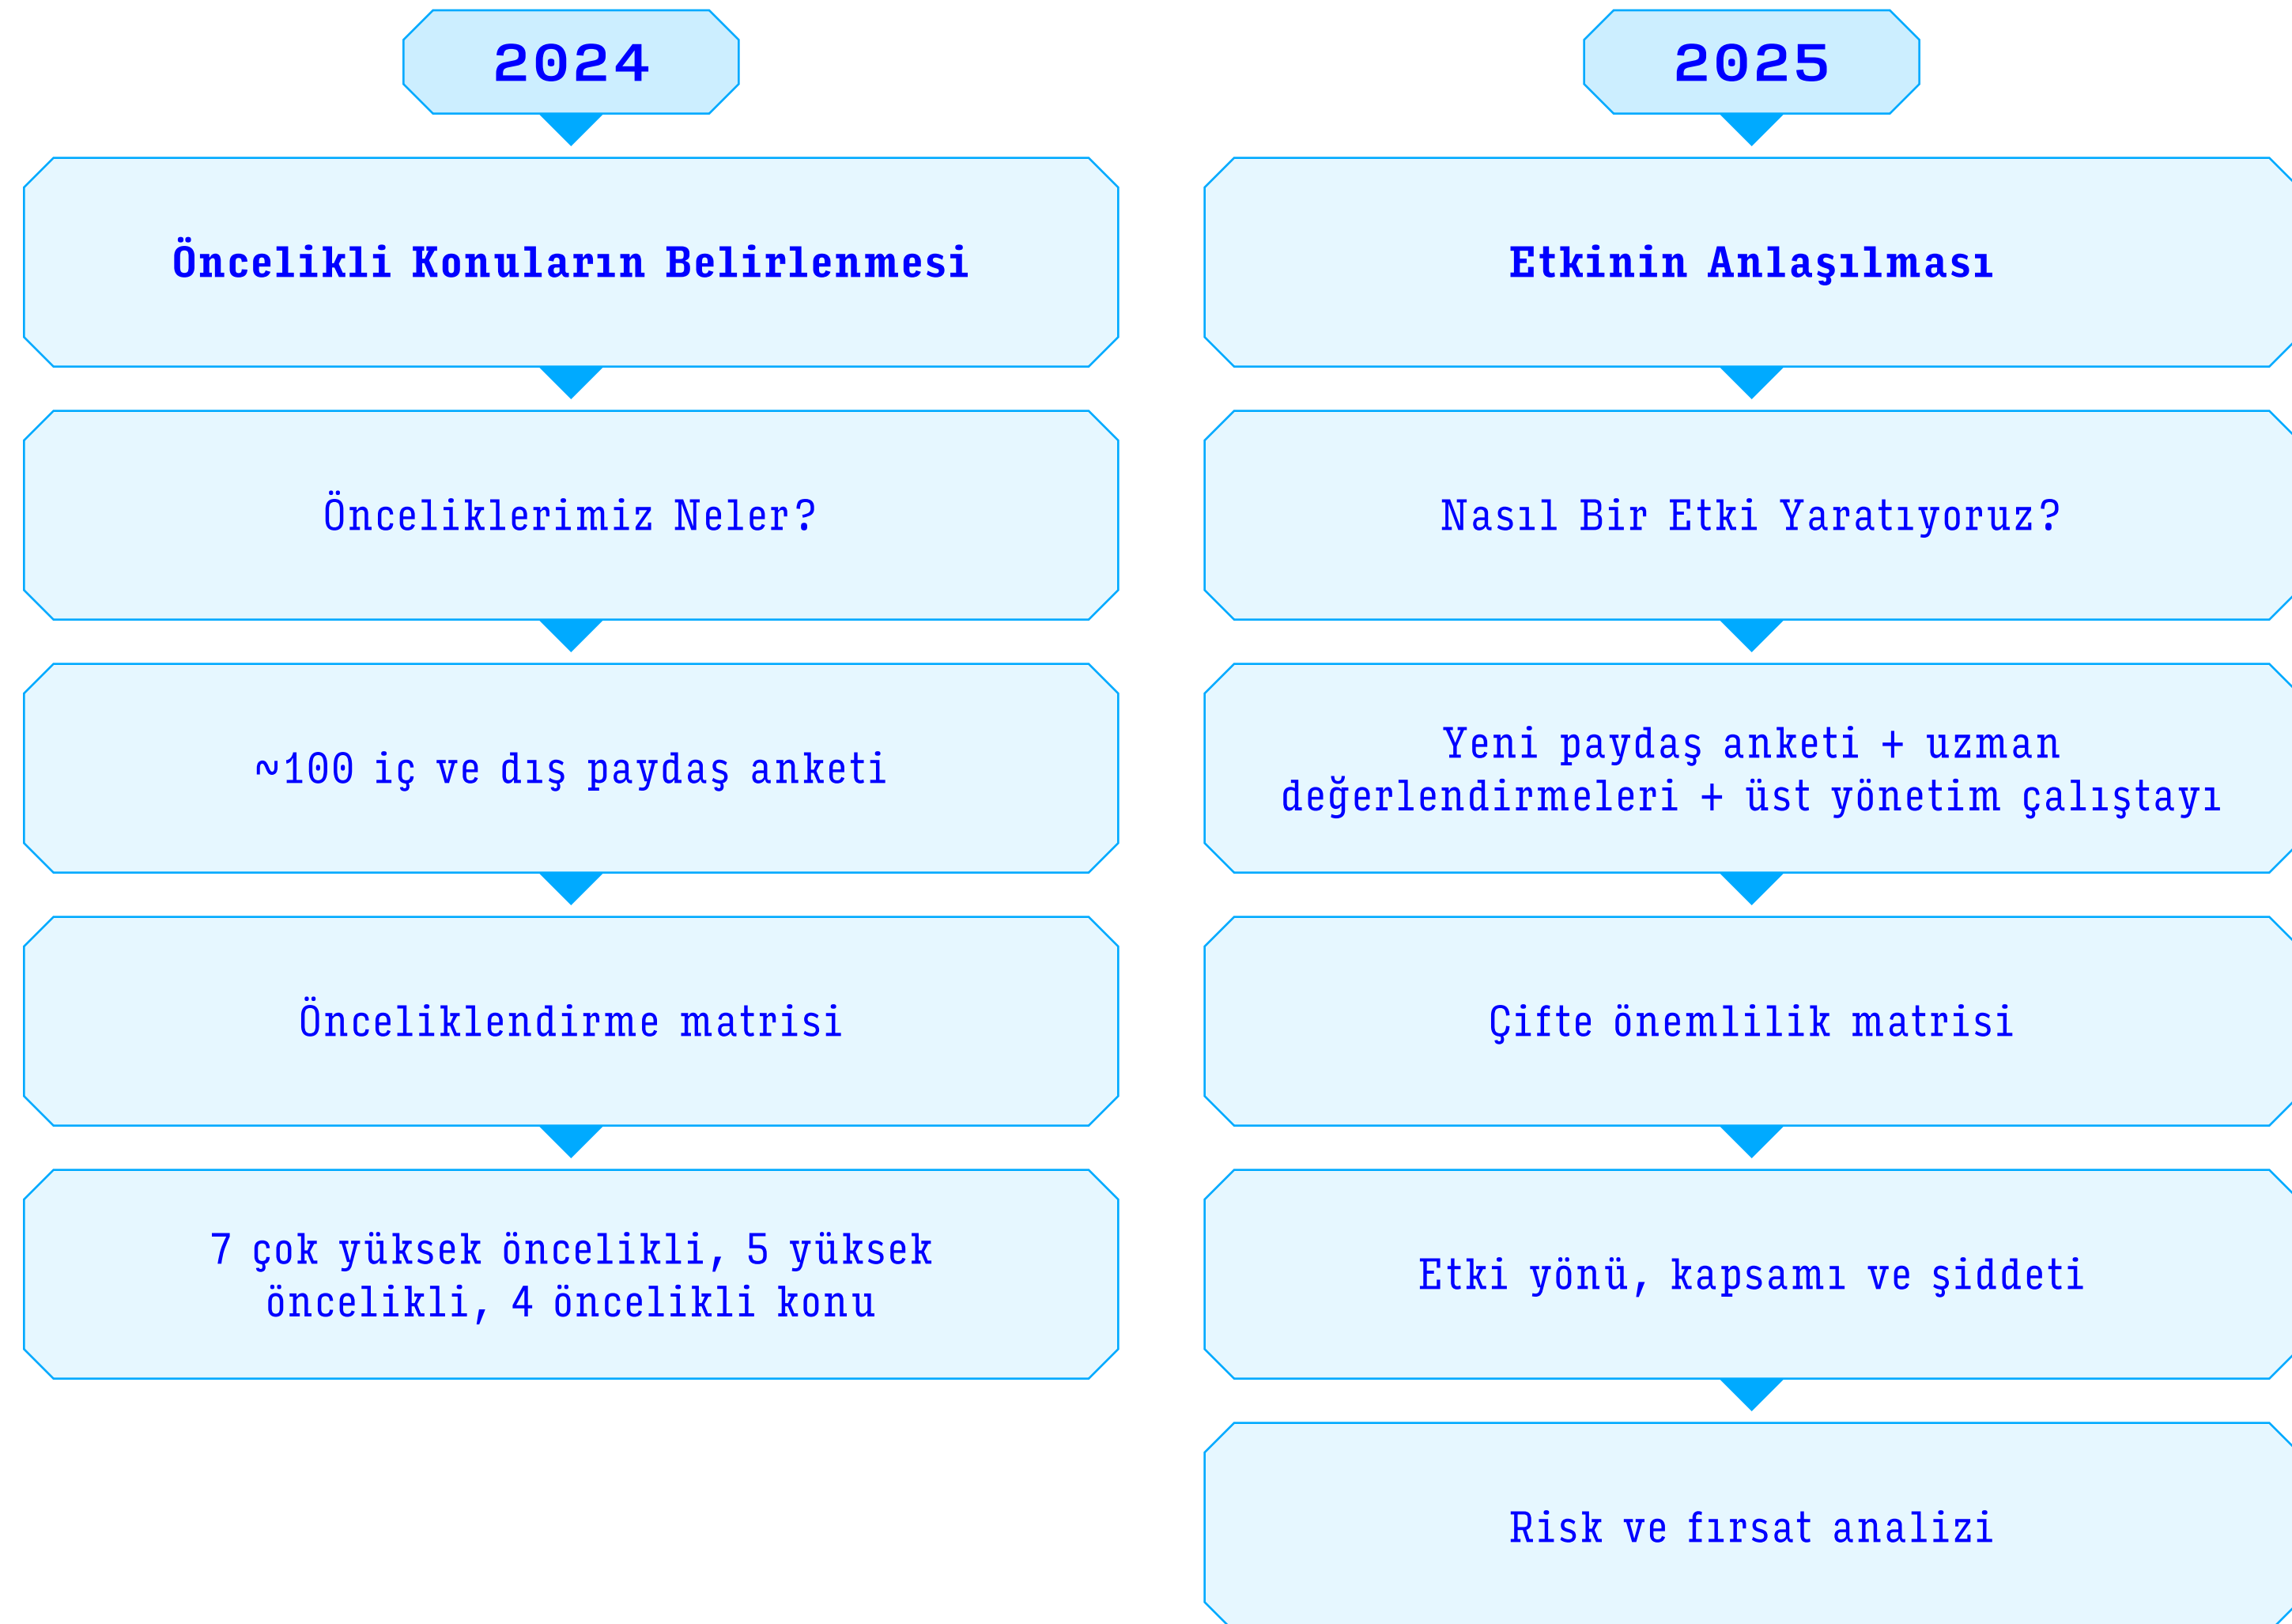 2024
Öncelikli Konuların Belirlenmesi
Önceliklerimiz Neler?
~100 iç ve dış paydaş anketi
Önceliklendirme matrisi
7 çok yüksek öncelikli, 5 yüksek
öncelikli, 4 öncelikli konu
2025
Etkinin Anlaşılması
Nasıl Bir Etki Yaratıyoruz?
Yeni paydaş anketi + uzman
değerlendirmeleri + üst yönetim çalıştayı
Çifte önemlilik matrisi
Etki yönü, kapsamı ve şiddeti
Risk ve fırsat analizi